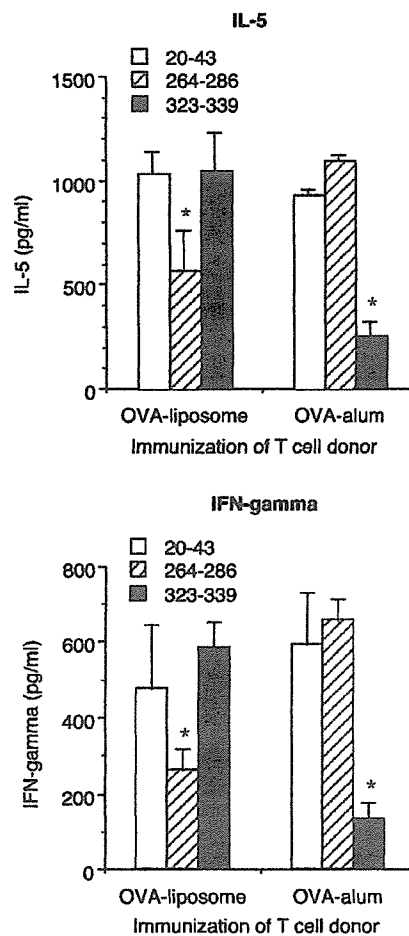 IL-5
20-43
264-286
323-339
1500
1000
500
0
IL-5 (pg/ml)
*
*
OVA-liposome OVA-alum
Immunization of T cell donor
IFN-gamma
20-43
264-286
323-339
800
600
400
200
0
IFN-gamma (pg/ml)
*
*
OVA-liposome OVA-alum
Immunization of T cell donor